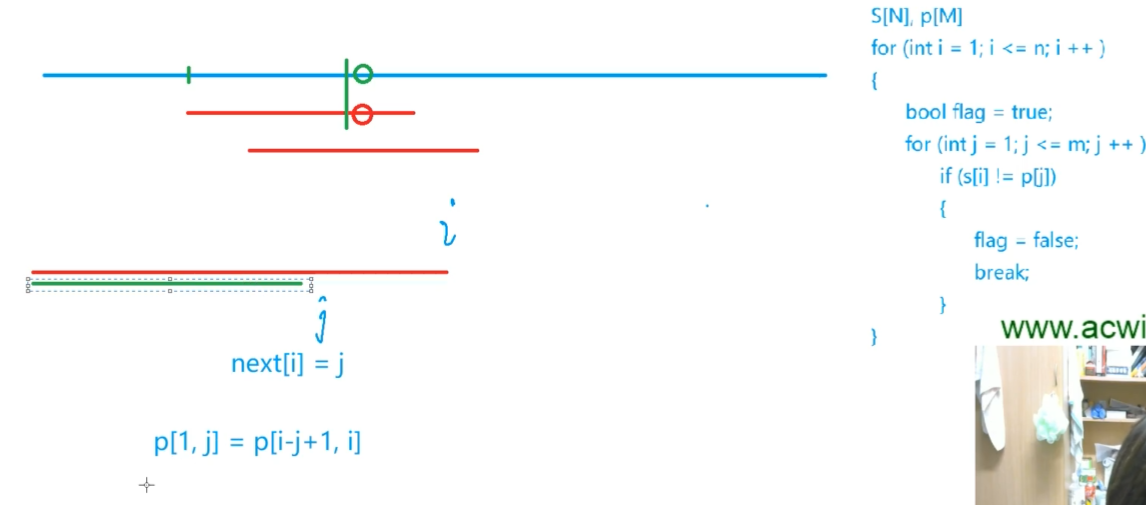 S[N], p[M]
for (int i = 1; i <= n; i ++ )
{
bool flag = true;
for (int j = 1; j <= m; j ++ )
if (s[i] != p[j])
{
flag = false;
break;
}
}
i
j
next[i] = j
p[1, j] = p[i-j+1, i]
www.acwi